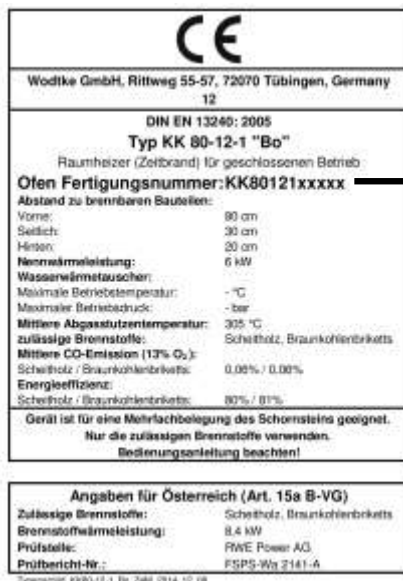 CE
Wodtke GmbH, Rittweg 55-57, 72070 Tübingen, Germany
12
DIN EN 13240: 2005
Typ KK 80-12-1 "Bo"
Raumheizer (Zeitbrand) für geschlossenen Betrieb
Ofen Fertigungsnummer:KK80121xxxxx
Abstand zu brennbaren Bauteilen:
Vorne: 80 cm
Seitlich: 30 cm
Hinten: 20 cm
Nennwärmeleistung: 6 kW
Wasserwärmetauscher:
Maximale Betriebstemperatur: - °C
Maximaler Betriebsdruck: - bar
Mittlere Abgasstutzentemperatur: 305 °C
zulässige Brennstoffe: Scheitholz, Braunkohlenbriketts
Mittlere CO-Emission (13% O₂):
Scheitholz / Braunkohlenbriketts: 0,06% / 0,06%
Energieeffizienz:
Scheitholz / Braunkohlenbriketts: 80% / 81%
Gerät ist für eine Mehrfachbelegung des Schornsteins geeignet.
Nur die zulässigen Brennstoffe verwenden.
Bedienungsanleitung beachten!
Angaben für Österreich (Art. 15a B-VG)
Zulässige Brennstoffe: Scheitholz, Braunkohlenbriketts
Brennstoffwärmeleistung: 8,4 kW
Prüfstelle: RWE Power AG
Prüfbericht-Nr.: FSPS-Wa 2141-A